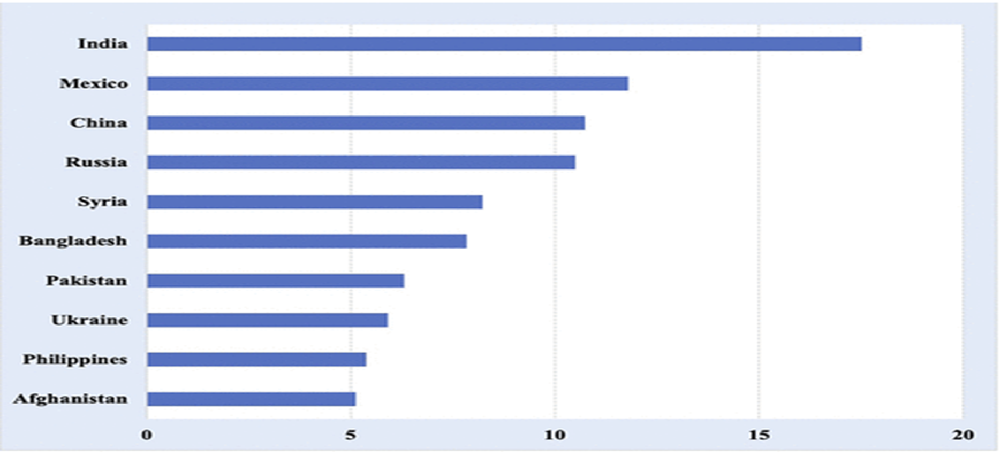 India
Mexico
China
Russia
Syria
Bangladesh
Pakistan
Ukraine
Philippines
Afghanistan
0 5 10 15 20